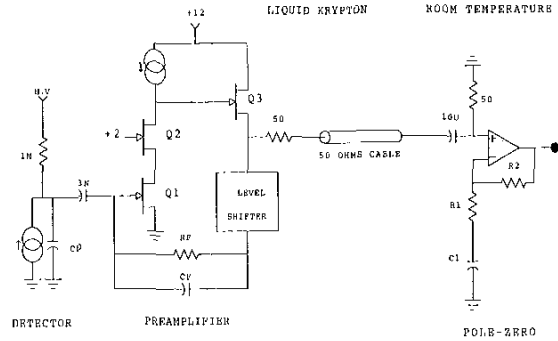 LIQUID KRYPTON
ROOM TEMPERATURE
+12
H.V
Q3
50
50
1N
+2
Q2
10U
3N
50 OHMS CABLE
R2
Q1
LEVEL
SHIFTER
R1
CD
RF
CF
C1
DETECTOR
PREAMPLIFIER
POLE-ZERO